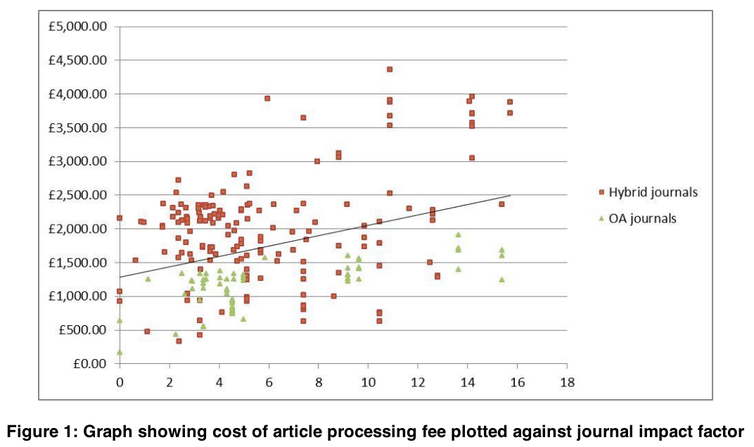 £5,000.00
£4,500.00
£4,000.00
£3,500.00
£3,000.00
£2,500.00
£2,000.00
£1,500.00
£1,000.00
£500.00
£0.00
0 2 4 6 8 10 12 14 16 18
Hybrid journals
OA journals
Figure 1: Graph showing cost of article processing fee plotted against journal impact factor